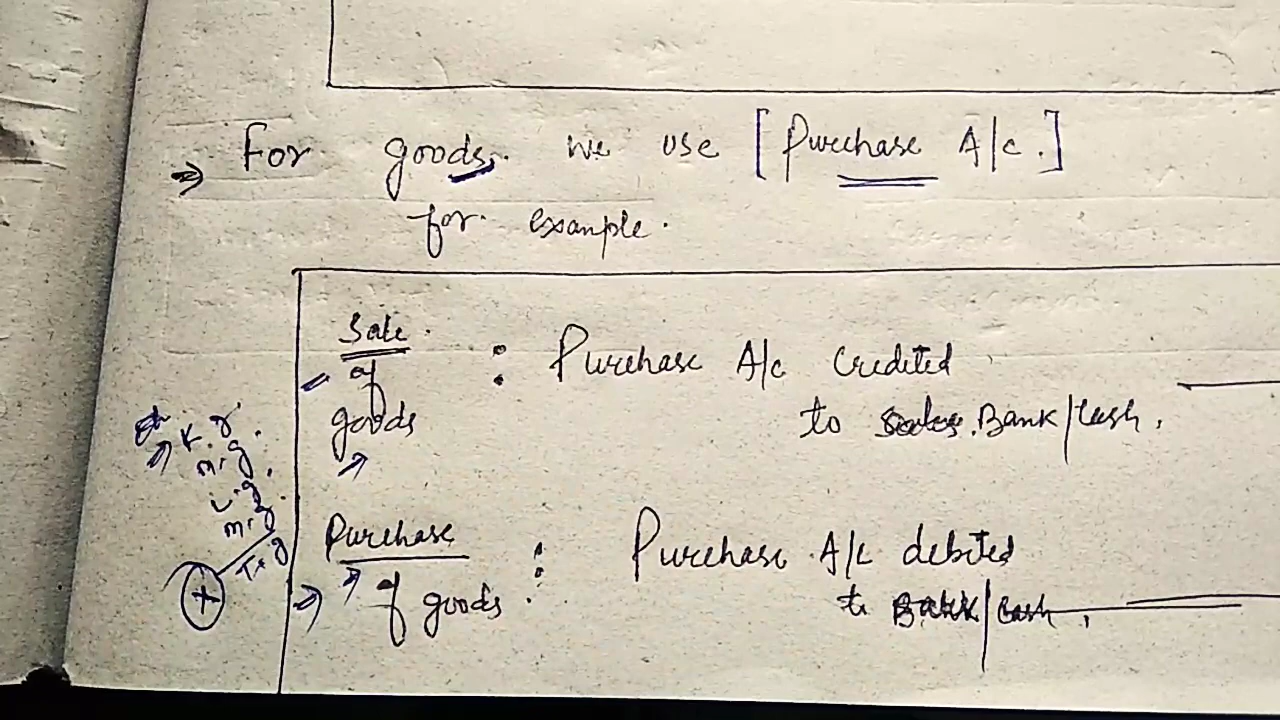 For goods. we use [Purchase A/c.]
for. example.
Sale.
of
goods
: Purchase A/c Credited
to Bank/Cash.
Purchase
of goods. :
Purchase A/c debited
to Bank/Cash.
K.g.
m.g.
L.g.
m.g
T.g
+